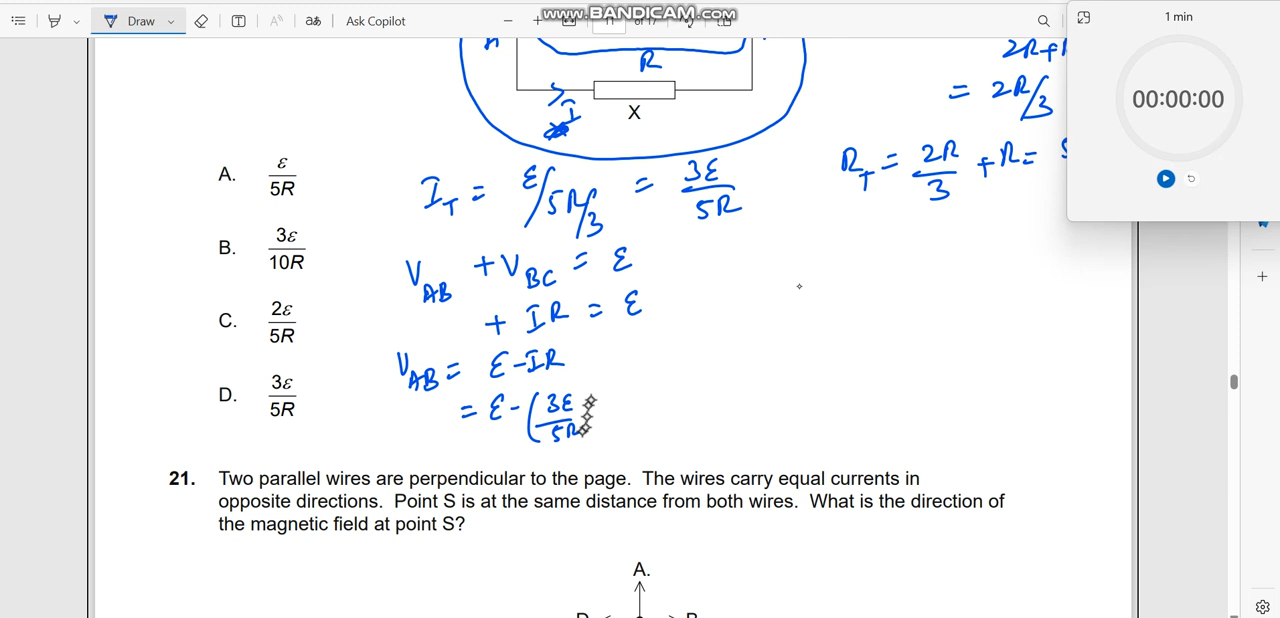 Draw
Ask Copilot
WWW.BANDICAM.COM
of 17
1 min
00:00:00
R
I
X
2R+
= 2R/3
R_T = 2R/3 + R =
A. ε/5R
I_T = ε/5R/3 = 3ε/5R
B. 3ε/10R
V_AB + V_BC = ε
+ IR = ε
C. 2ε/5R
V_AB = ε - IR
D. 3ε/5R
= ε - (3ε/5R
21. Two parallel wires are perpendicular to the page. The wires carry equal currents in
opposite directions. Point S is at the same distance from both wires. What is the direction of
the magnetic field at point S?
A.